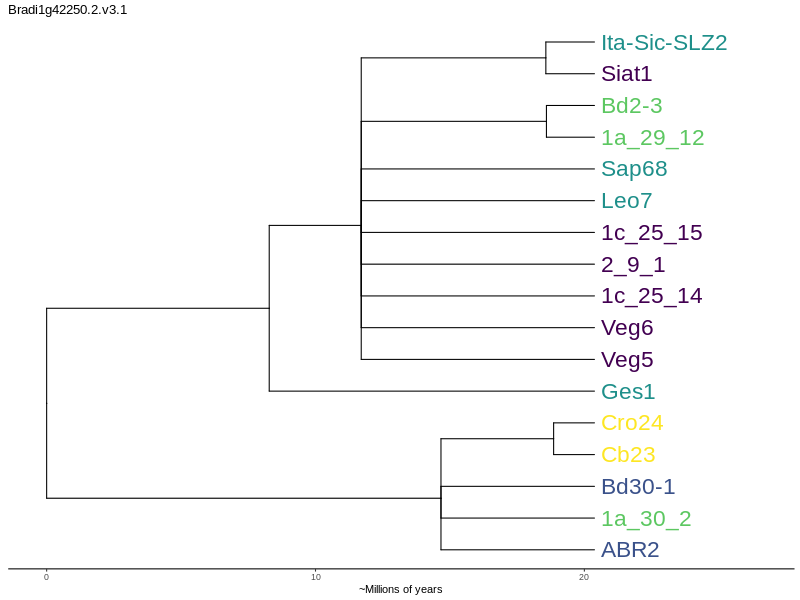 Bradi1g42250.2.v3.1
Ita-Sic-SLZ2
Siat1
Bd2-3
1a_29_12
Sap68
Leo7
1c_25_15
2_9_1
1c_25_14
Veg6
Veg5
Ges1
Cro24
Cb23
Bd30-1
1a_30_2
ABR2
0 10 20
~Millions of years